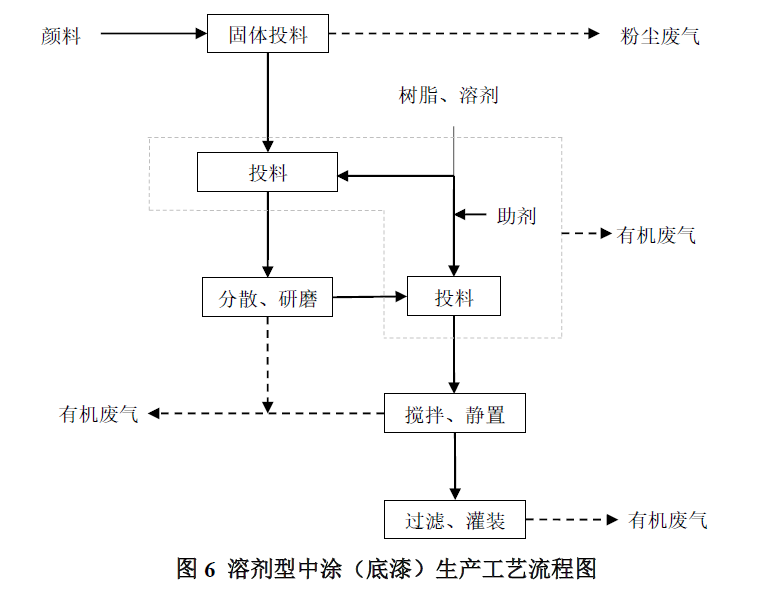 颜料
固体投料
粉尘废气
树脂、溶剂
投料
助剂
有机废气
分散、研磨
投料
有机废气
搅拌、静置
过滤、灌装
有机废气
图 6 溶剂型中涂（底漆）生产工艺流程图